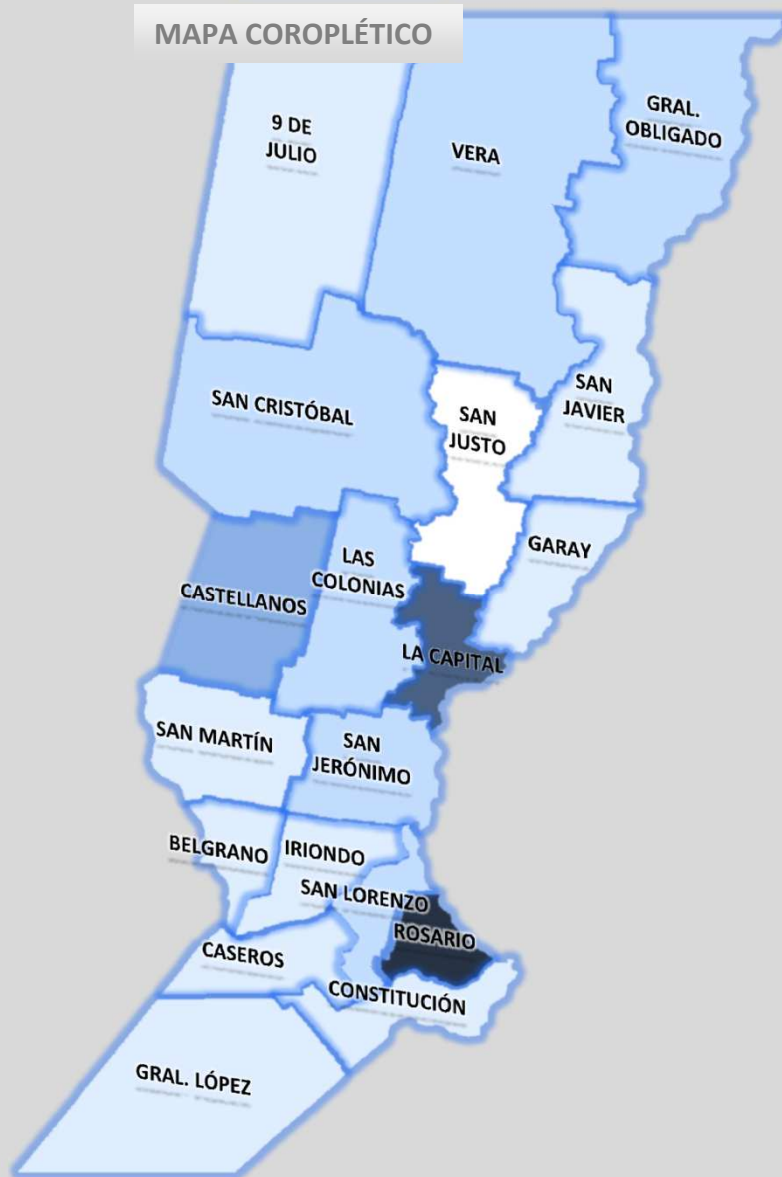 MAPA COROPLÉTICO
9 DE
JULIO
VERA
GRAL.
OBLIGADO
SAN CRISTÓBAL
SAN
JUSTO
SAN
JAVIER
CASTELLANOS
LAS
COLONIAS
GARAY
LA CAPITAL
SAN MARTÍN
SAN
JERÓNIMO
BELGRANO
IRIONDO
SAN LORENZO
ROSARIO
CASEROS
CONSTITUCIÓN
GRAL. LÓPEZ